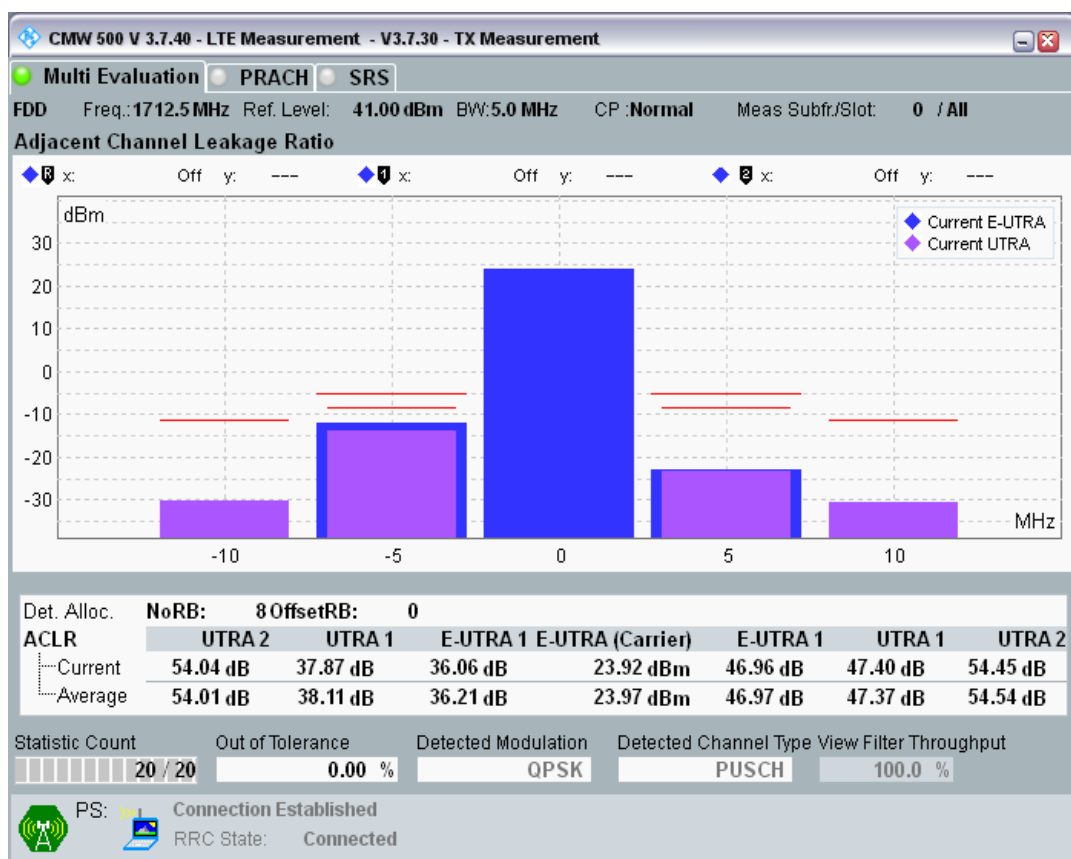 CMW 500 V 3.7.40 - LTE Measurement - V3.7.30 - TX Measurement
Multi Evaluation PRACH SRS
FDD Freq.: 1712.5 MHz Ref. Level: 41.00 dBm BW: 5.0 MHz CP : Normal Meas Subfr./Slot: 0 / All
Adjacent Channel Leakage Ratio
R x: Off y: --- 1 x: Off y: --- 2 x: Off y: ---
dBm
Current E-UTRA
Current UTRA
30
20
10
0
-10
-20
-30
MHz
-10 -5 0 5 10
Det. Alloc. NoRB: 8 OffsetRB: 0
ACLR UTRA 2 UTRA 1 E-UTRA 1 E-UTRA (Carrier) E-UTRA 1 UTRA 1 UTRA 2
Current 54.04 dB 37.87 dB 36.06 dB 23.92 dBm 46.96 dB 47.40 dB 54.45 dB
Average 54.01 dB 38.11 dB 36.21 dB 23.97 dBm 46.97 dB 47.37 dB 54.54 dB
Statistic Count Out of Tolerance Detected Modulation Detected Channel Type View Filter Throughput
20 / 20 0.00 % QPSK PUSCH 100.0 %
PS: Connection Established
RRC State: Connected